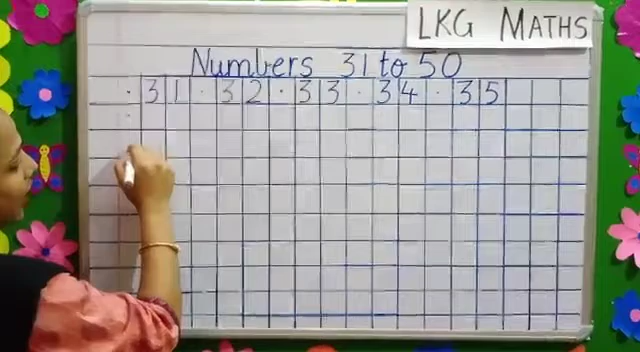 LKG MATHS
Numbers 31 to 50
. 31 . 32 . 33 . 34 . 35